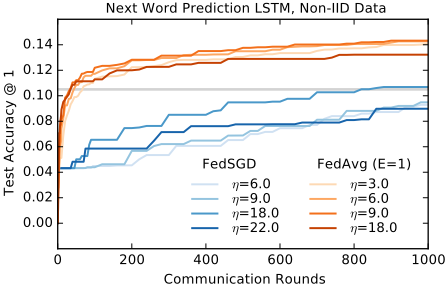 Next Word Prediction LSTM, Non-IID Data
Test Accuracy @ 1
0.14
0.12
0.10
0.08
0.06
0.04
0.02
0.00
FedSGD
η=6.0
η=9.0
η=18.0
η=22.0
FedAvg (E=1)
η=3.0
η=6.0
η=9.0
η=18.0
0 200 400 600 800 1000
Communication Rounds